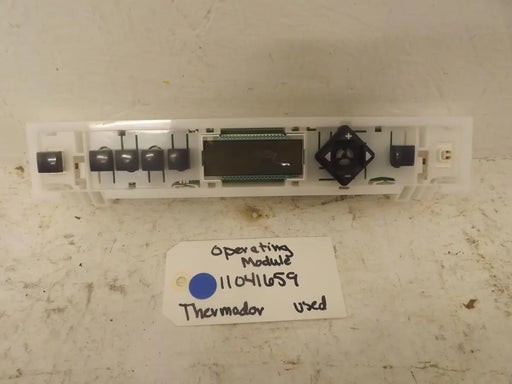 +
Operating
Module
11041659
Thermador used